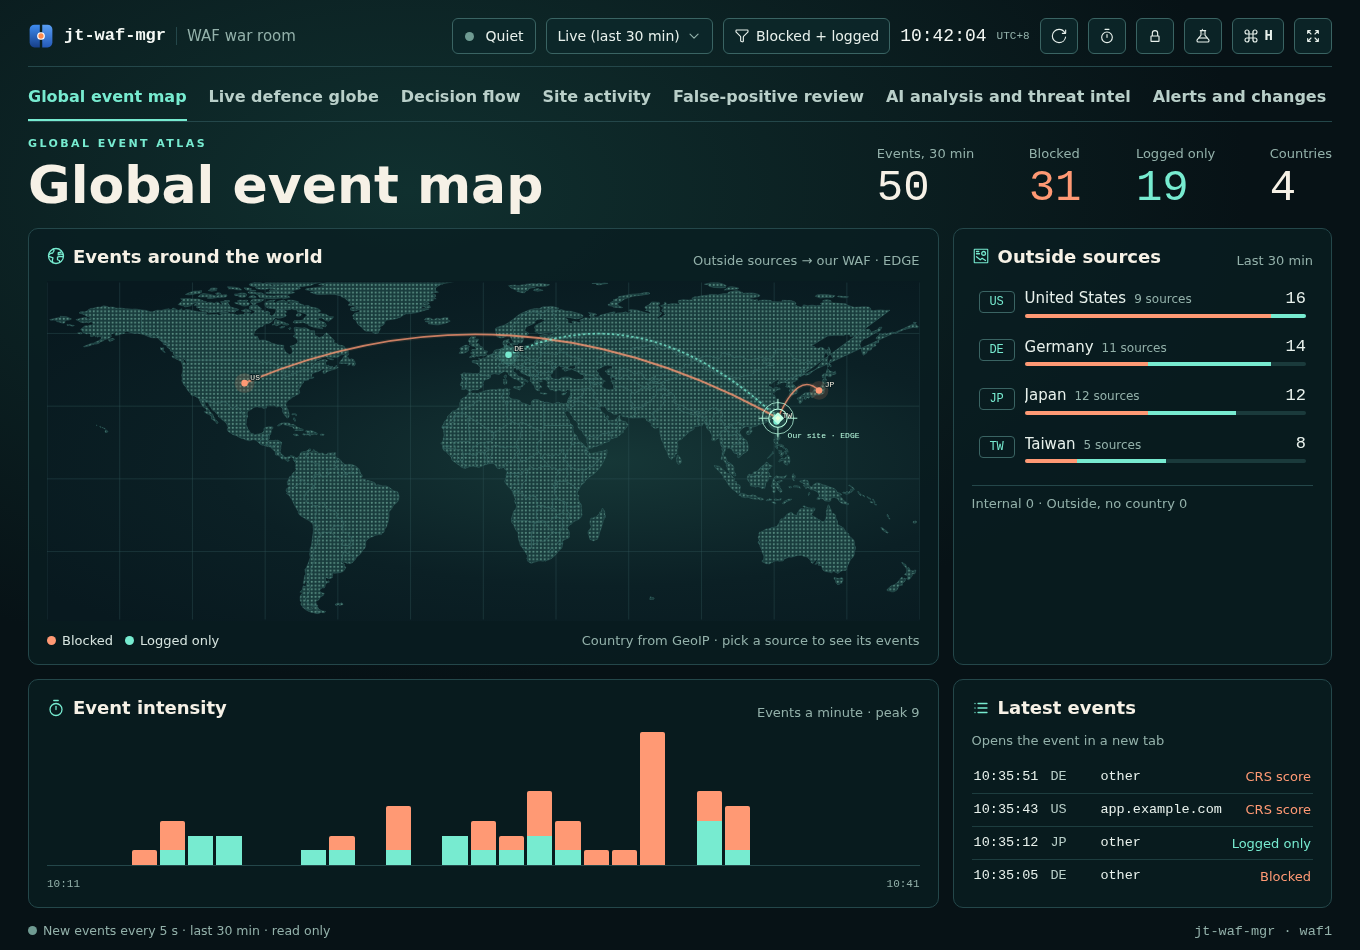 jt-waf-mgr WAF war room Quiet Live (last 30 min) Blocked + logged 10:42:04 UTC+8 ⌘ H
Global event map Live defence globe Decision flow Site activity False-positive review AI analysis and threat intel Alerts and changes
GLOBAL EVENT ATLAS
Global event map
Events, 30 min Blocked Logged only Countries
50 31 19 4
Events around the world
Outside sources → our WAF · EDGE
US
DE
JP
Our site · EDGE
Blocked Logged only
Country from GeoIP · pick a source to see its events
Outside sources
Last 30 min
US United States 9 sources 16
DE Germany 11 sources 14
JP Japan 12 sources 12
TW Taiwan 5 sources 8
Internal 0 · Outside, no country 0
Event intensity
Events a minute · peak 9
10:11 10:41
Latest events
Opens the event in a new tab
10:35:51 DE other CRS score
10:35:43 US app.example.com CRS score
10:35:12 JP other Logged only
10:35:05 DE other Blocked
New events every 5 s · last 30 min · read only
jt-waf-mgr · waf1